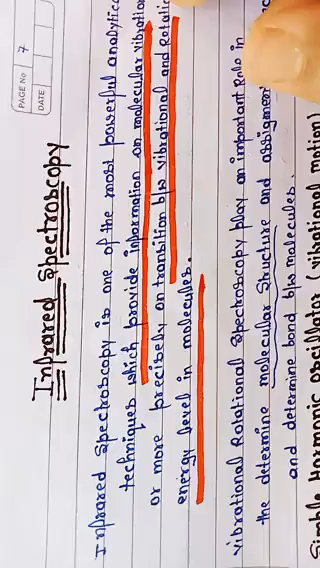 PAGE No 7
DATE
Infrared Spectroscopy
Infrared spectroscopy is one of the most powerful analytic
techniques which provide information on molecular vibration
or more precisely on transition b/w vibrational and Rotatio
energy level in molecules.
Vibrational Rotational Spectroscopy play an important Role in
the determine molecular structure and assignment
and determine bond b/w molecules.
Simple Harmonic oscillator (vibrational motion)